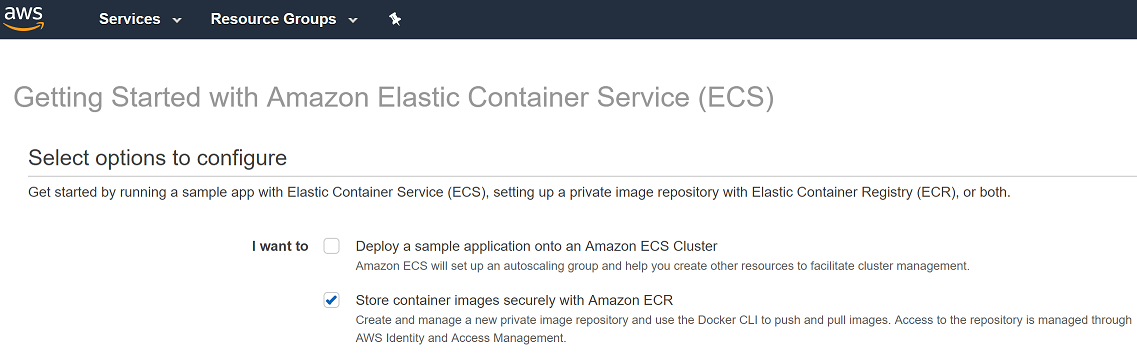 aws Services Resource Groups
Getting Started with Amazon Elastic Container Service (ECS)
Select options to configure
Get started by running a sample app with Elastic Container Service (ECS), setting up a private image repository with Elastic Container Registry (ECR), or both.
I want to Deploy a sample application onto an Amazon ECS Cluster
Amazon ECS will set up an autoscaling group and help you create other resources to facilitate cluster management.
Store container images securely with Amazon ECR
Create and manage a new private image repository and use the Docker CLI to push and pull images. Access to the repository is managed through
AWS Identity and Access Management.